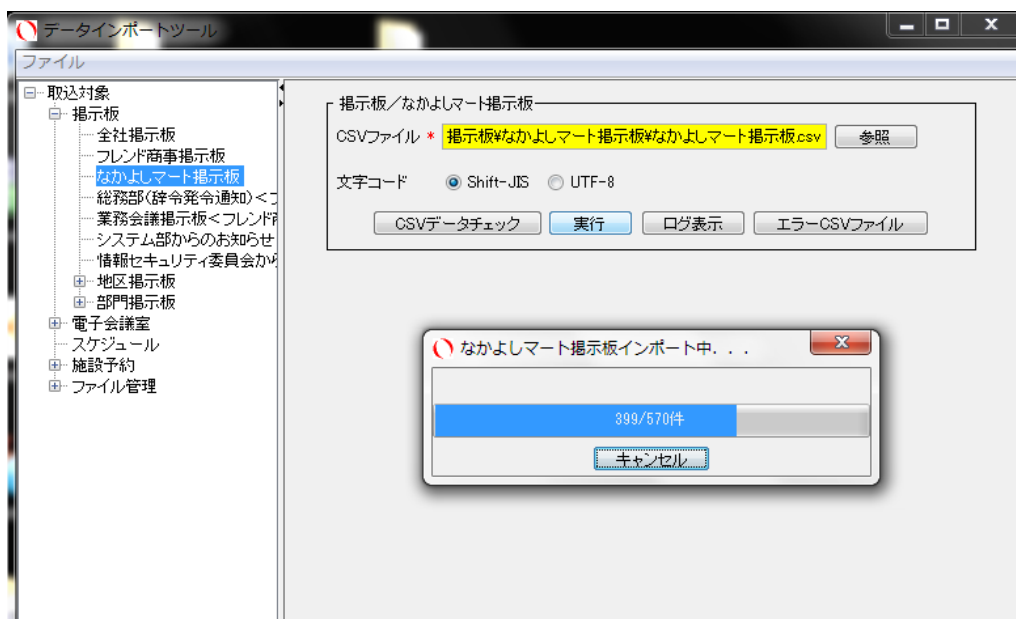 データインポートツール
ファイル
取込対象
掲示板
全社掲示板
フレンド商事掲示板
なかよしマート掲示板
総務部(辞令発令通知)<フ
業務会議掲示板<フレンド商
システム部からのお知らせ
情報セキュリティ委員会から
地区掲示板
部門掲示板
電子会議室
スケジュール
施設予約
ファイル管理
掲示板/なかよしマート掲示板
CSVファイル * 掲示板¥なかよしマート掲示板¥なかよしマート掲示板.csv 参照
文字コード Shift-JIS UTF-8
CSVデータチェック 実行 ログ表示 エラーCSVファイル
なかよしマート掲示板インポート中...
399/570件
キャンセル